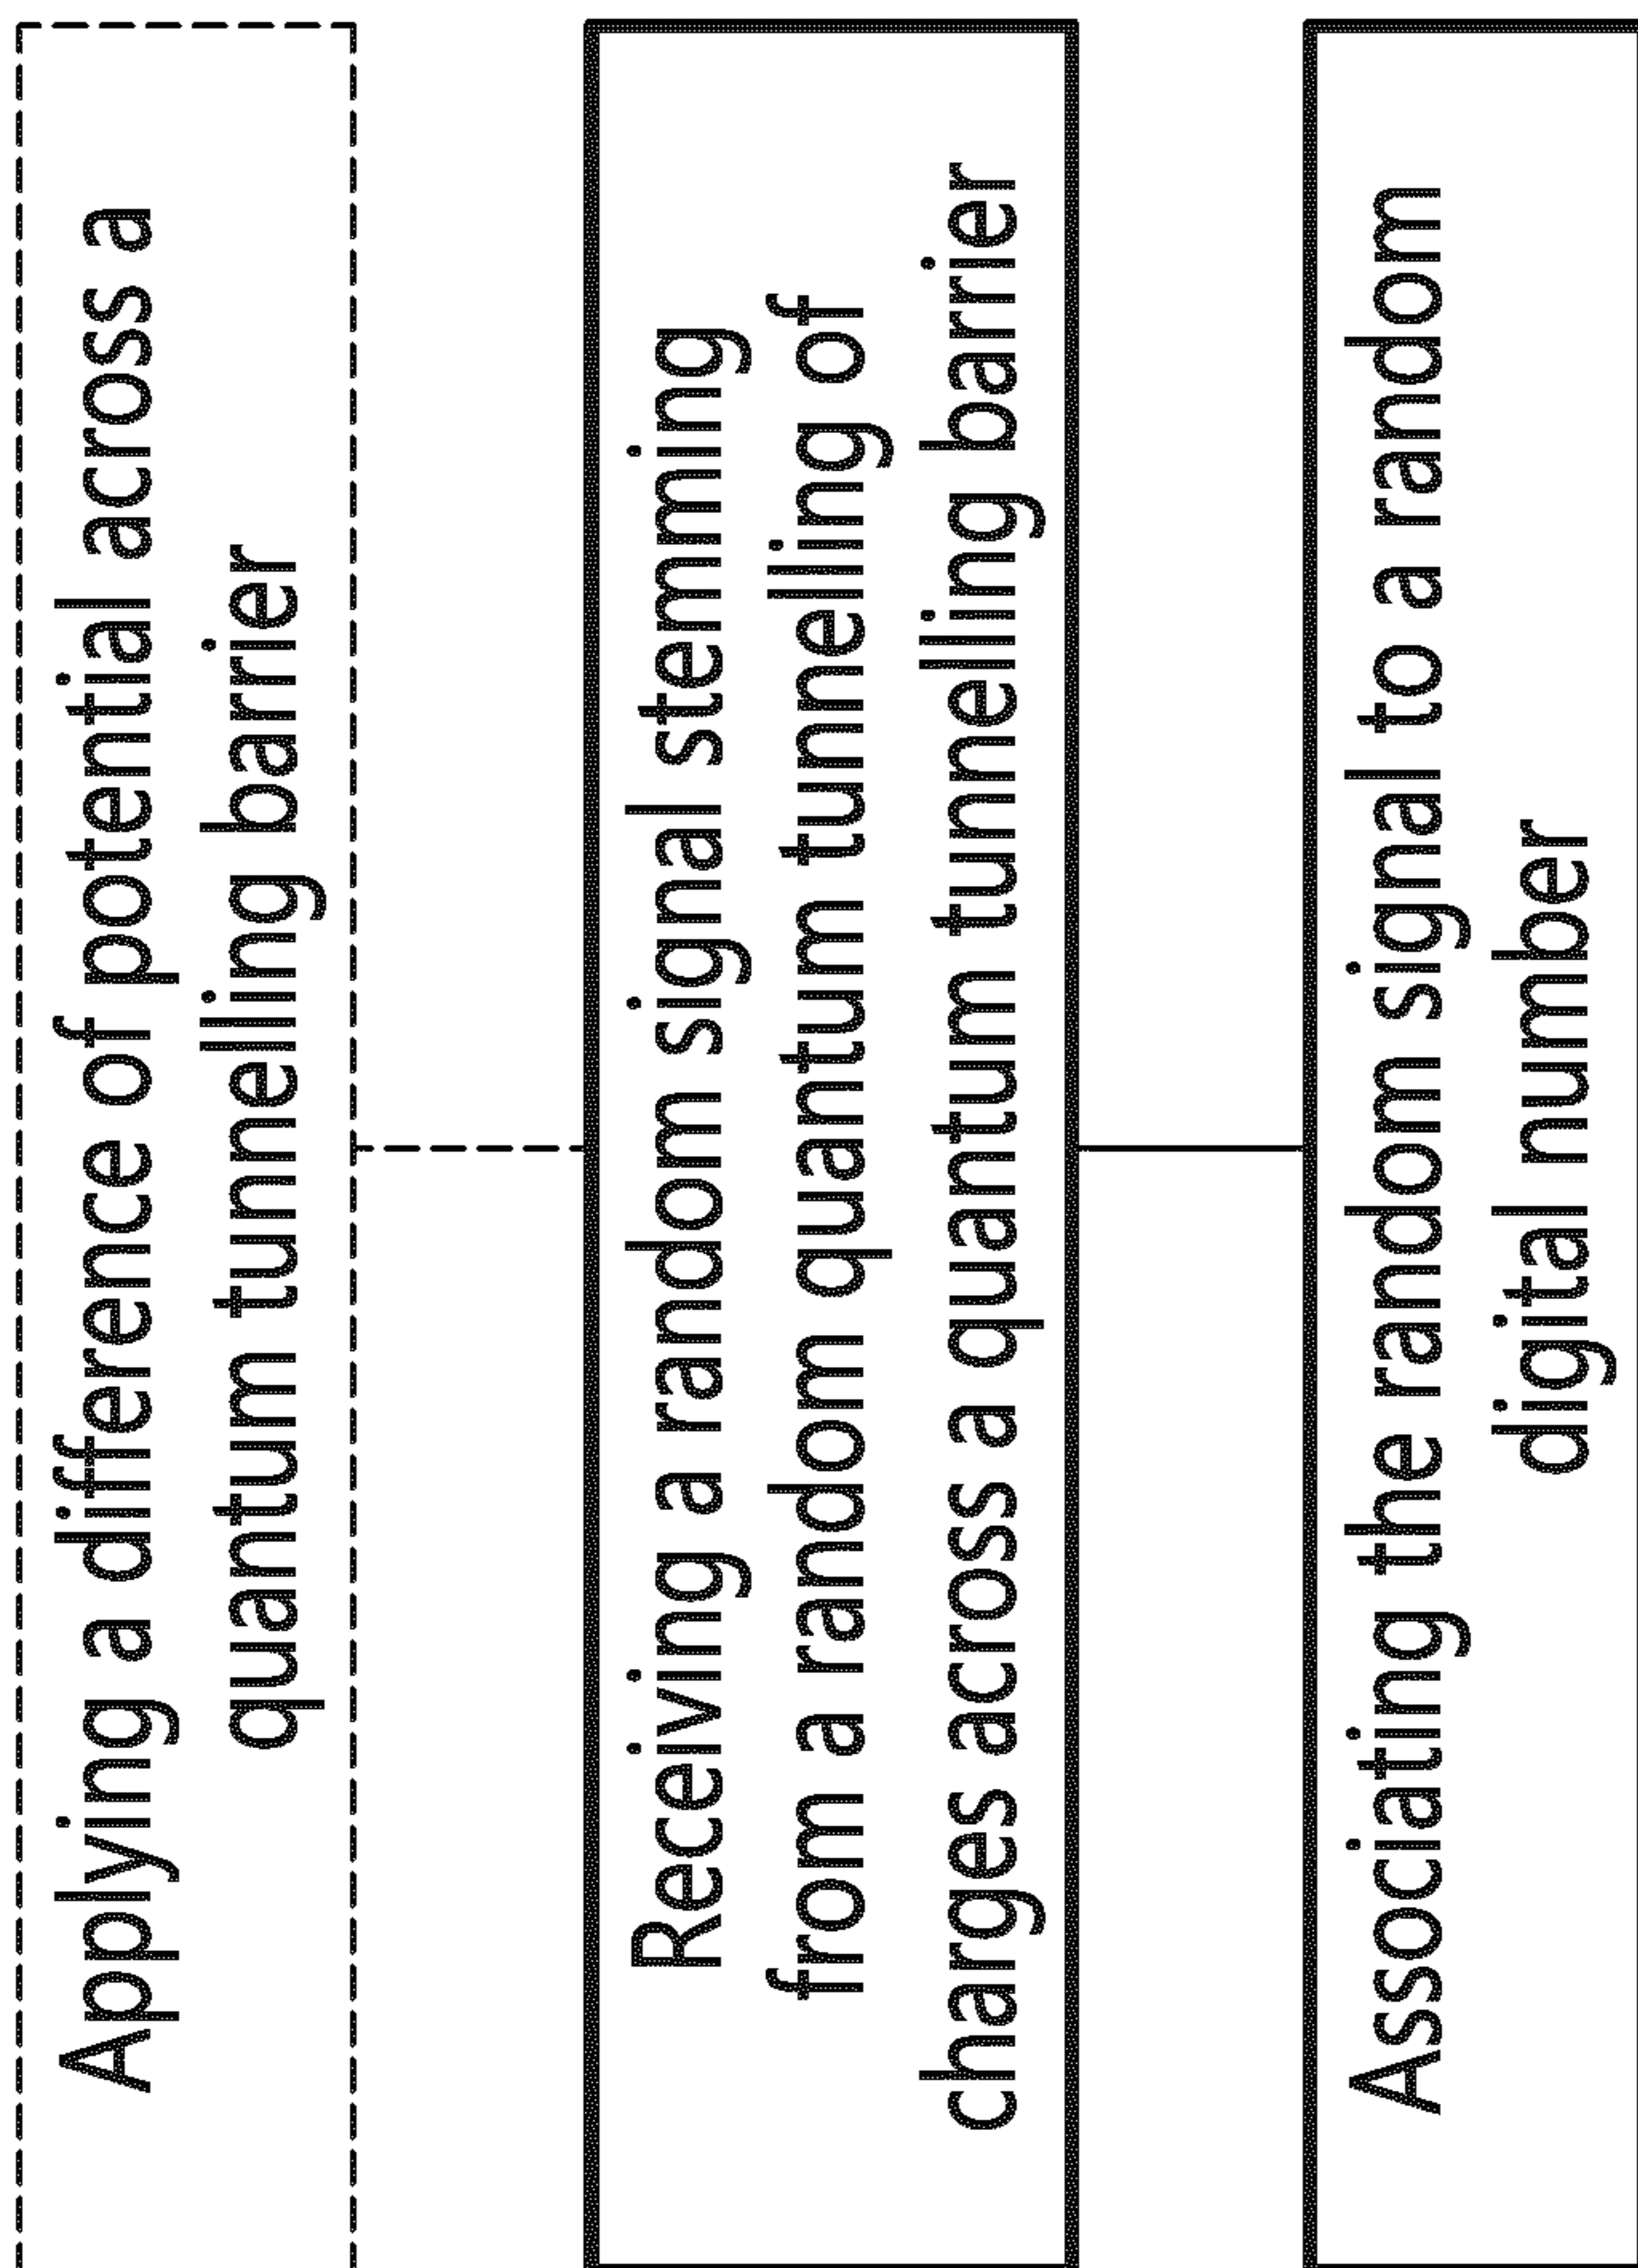 Applying a difference of potential across a
quantum tunnelling barrier
Receiving a random signal stemming
from a random quantum tunnelling of
charges across a quantum tunnelling barrier
Associating the random signal to a random
digital number